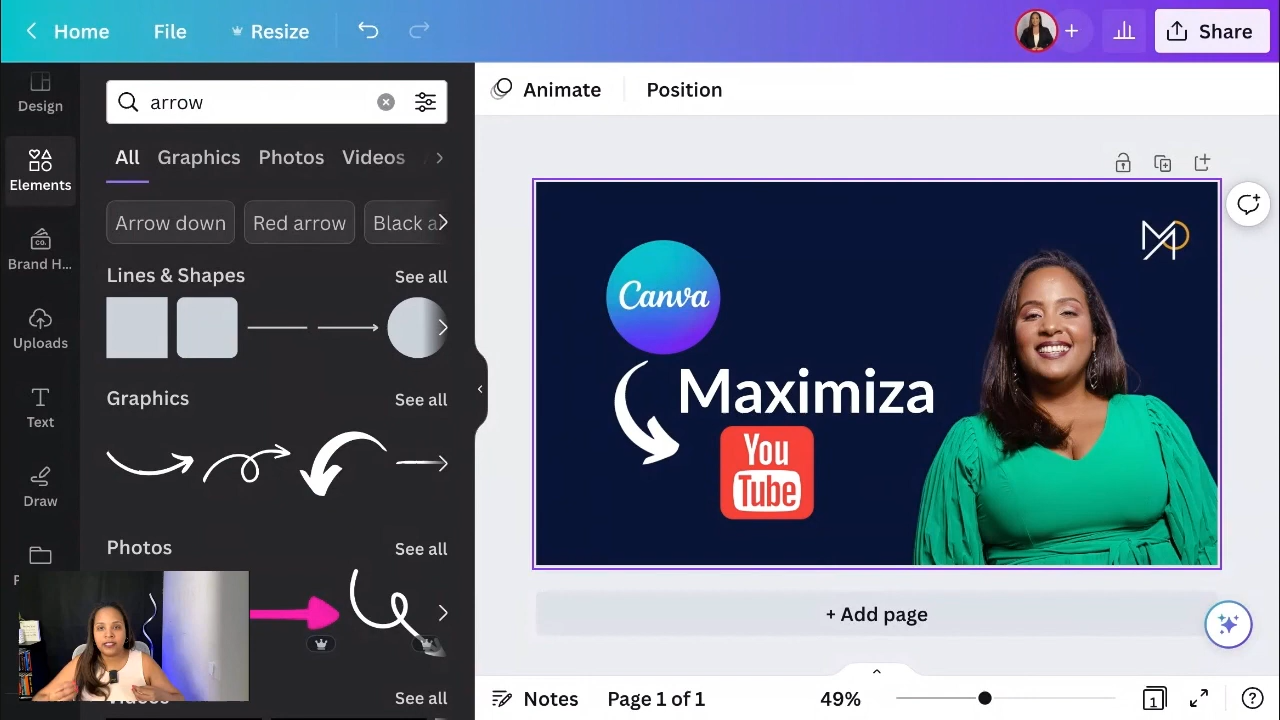 Home File Resize Share
Design
Elements
Brand H...
Uploads
Text
Draw
arrow
All Graphics Photos Videos
Arrow down Red arrow Black a
Lines & Shapes See all
Graphics See all
Photos See all
See all
Animate Position
Canva
Maximiza
You
Tube
+ Add page
Notes Page 1 of 1 49% 1